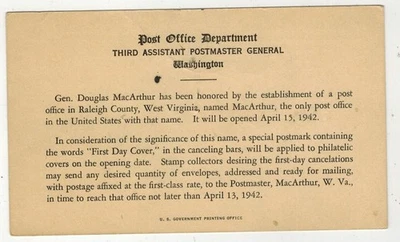 Post Office Department
THIRD ASSISTANT POSTMASTER GENERAL
Washington
Gen. Douglas MacArthur has been honored by the establishment of a post
office in Raleigh County, West Virginia, named MacArthur, the only post office
in the United States with that name. It will be opened April 15, 1942.
In consideration of the significance of this name, a special postmark containing
the words "First Day Cover," in the canceling bars, will be applied to philatelic
covers on the opening date. Stamp collectors desiring the first-day cancelations
may send any desired quantity of envelopes, addressed and ready for mailing,
with postage affixed at the first-class rate, to the Postmaster, MacArthur, W. Va.,
in time to reach that office not later than April 13, 1942.
U. S. GOVERNMENT PRINTING OFFICE